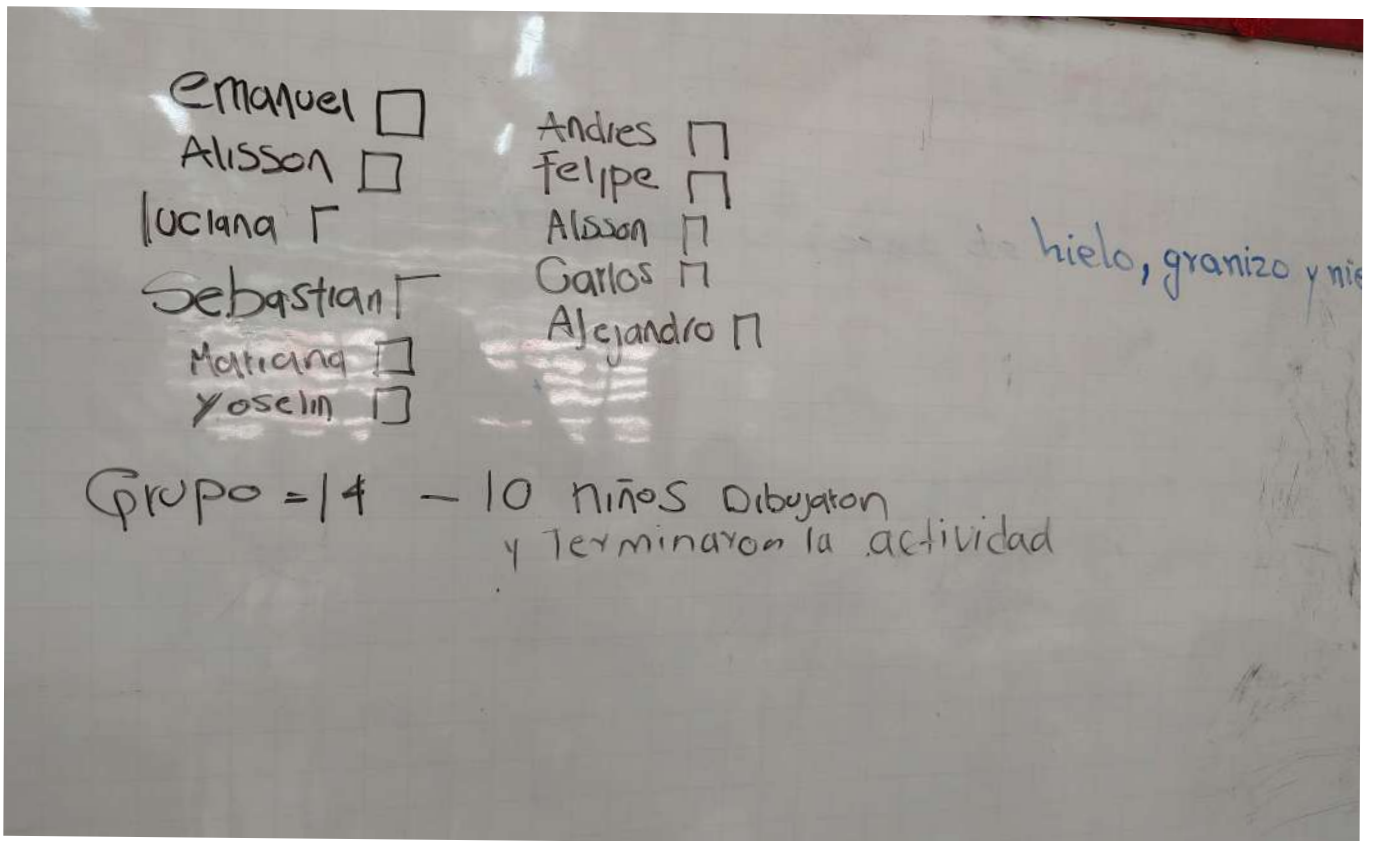 emanuel
Alisson
luciana
Sebastian
Mariana
Yoselin
Andres
Felipe
Alsson
Carlos
Alejandro
hielo, granizo y nie
Grupo = 14 - 10 niños Dibujaron
y Terminaron la actividad